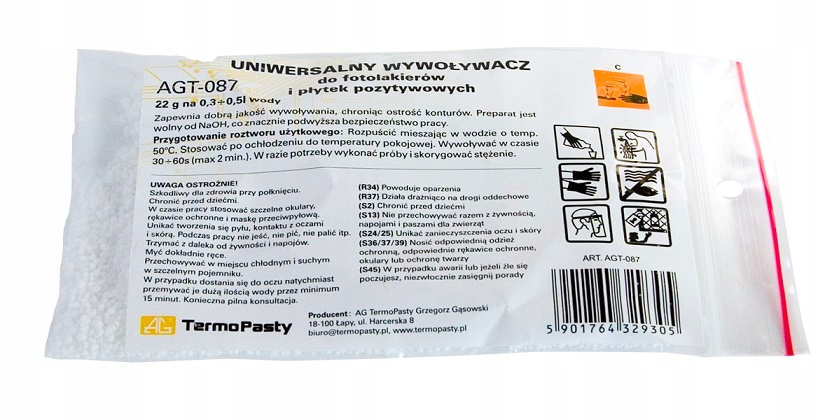 UNIWERSALNY WYWOŁYWACZ
do fotolakierów
i płytek pozytywowych
AGT-087
22 g na 0,3÷0,5l wody
Zapewnia dobrą jakość wywoływania, chroniąc ostrość konturów. Preparat jest
wolny od NaOH, co znacznie podwyższa bezpieczeństwo pracy.
Przygotowanie roztworu użytkowego: Rozpuścić mieszając w wodzie o temp.
50°C. Stosować po ochłodzeniu do temperatury pokojowej. Wywoływać w czasie
30÷60s (max 2 min.). W razie potrzeby wykonać próby i skorygować stężenie.
C
UWAGA OSTROŻNIE!
Szkodliwy dla zdrowia przy połknięciu.
Chronić przed dziećmi.
W czasie pracy stosować szczelne okulary,
rękawice ochronne i maskę przeciwpyłową.
Unikać tworzenia się pyłu, kontaktu z oczami
i skórą. Podczas pracy nie jeść, nie pić, nie palić itp.
Trzymać z daleka od żywności i napojów.
Myć dokładnie ręce.
Przechowywać w miejscu chłodnym i suchym
w szczelnym pojemniku.
W przypadku dostania się do oczu natychmiast
przemywać je dużą ilością wody przez minimum
15 minut. Konieczna pilna konsultacja.
(R34) Powoduje oparzenia
(R37) Działa drażniąco na drogi oddechowe
(S2) Chronić przed dziećmi
(S13) Nie przechowywać razem z żywnością,
napojami i paszami dla zwierząt
(S24/25) Unikać zanieczyszczenia oczu i skóry
(S36/37/39) Nosić odpowiednią odzież
ochronną, odpowiednie rękawice ochronne,
okulary lub ochronę twarzy
(S45) W przypadku awarii lub jeżeli źle się
poczujesz, niezwłocznie zasięgnij porady
ART. AGT-087
5 901764 329305
AG TermoPasty
Producent : AG TermoPasty Grzegorz Gąsowski
18-100 Łapy, ul. Harcerska 8
biuro@termopasty.pl, www.termopasty.pl